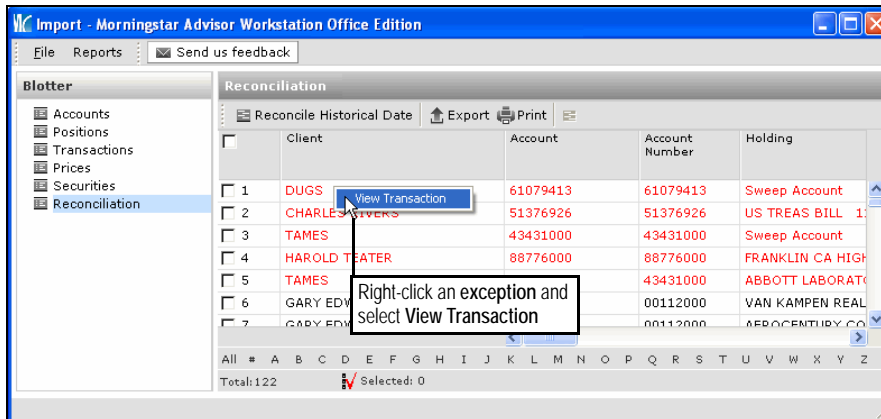 Import - Morningstar Advisor Workstation Office Edition
File Reports Send us feedback
Blotter
Accounts
Positions
Transactions
Prices
Securities
Reconciliation
Reconciliation
Reconcile Historical Date Export Print
Client Account Account Number Holding
1 DUGS 61079413 61079413 Sweep Account
View Transaction
2 CHARLES 51376926 51376926 US TREAS BILL
3 TAMES 43431000 43431000 Sweep Account
4 HAROLD TEATER 88776000 88776000 FRANKLIN CA HIGH
5 TAMES 43431000 ABBOTT LABORAT
6 GARY 00112000 VAN KAMPEN REAL
7 GARY 00112000 AEROCENTURY CO
Right-click an exception and
select View Transaction
All # A B C D E F G H I J K L M N O P Q R S T U V W X Y Z
Total:122 Selected: 0